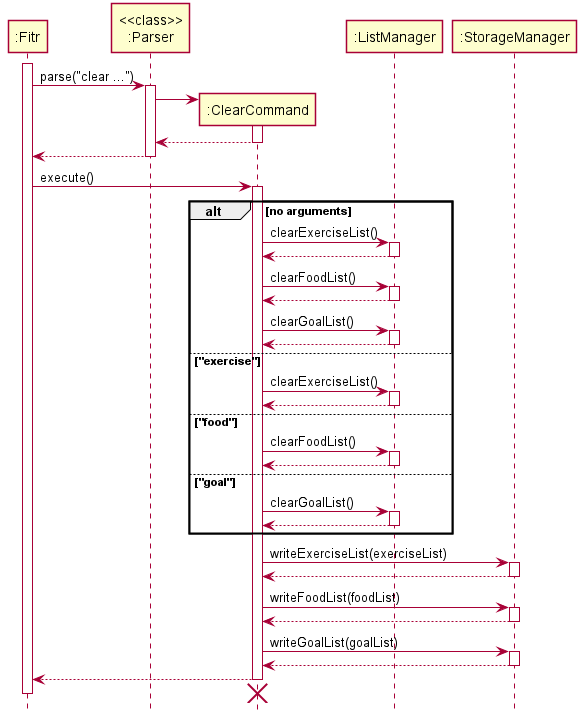 <<class>>
:Fitr
:Parser
:ListManager
:StorageManager
parse("clear ...")
:ClearCommand
execute()
alt
[no arguments]
clearExerciseList()
clearFoodList()
clearGoalList()
["exercise"]
clearExerciseList()
["food"]
clearFoodList()
["goal"]
clearGoalList()
writeExerciseList(exerciseList)
writeFoodList(foodList)
writeGoalList(goalList)